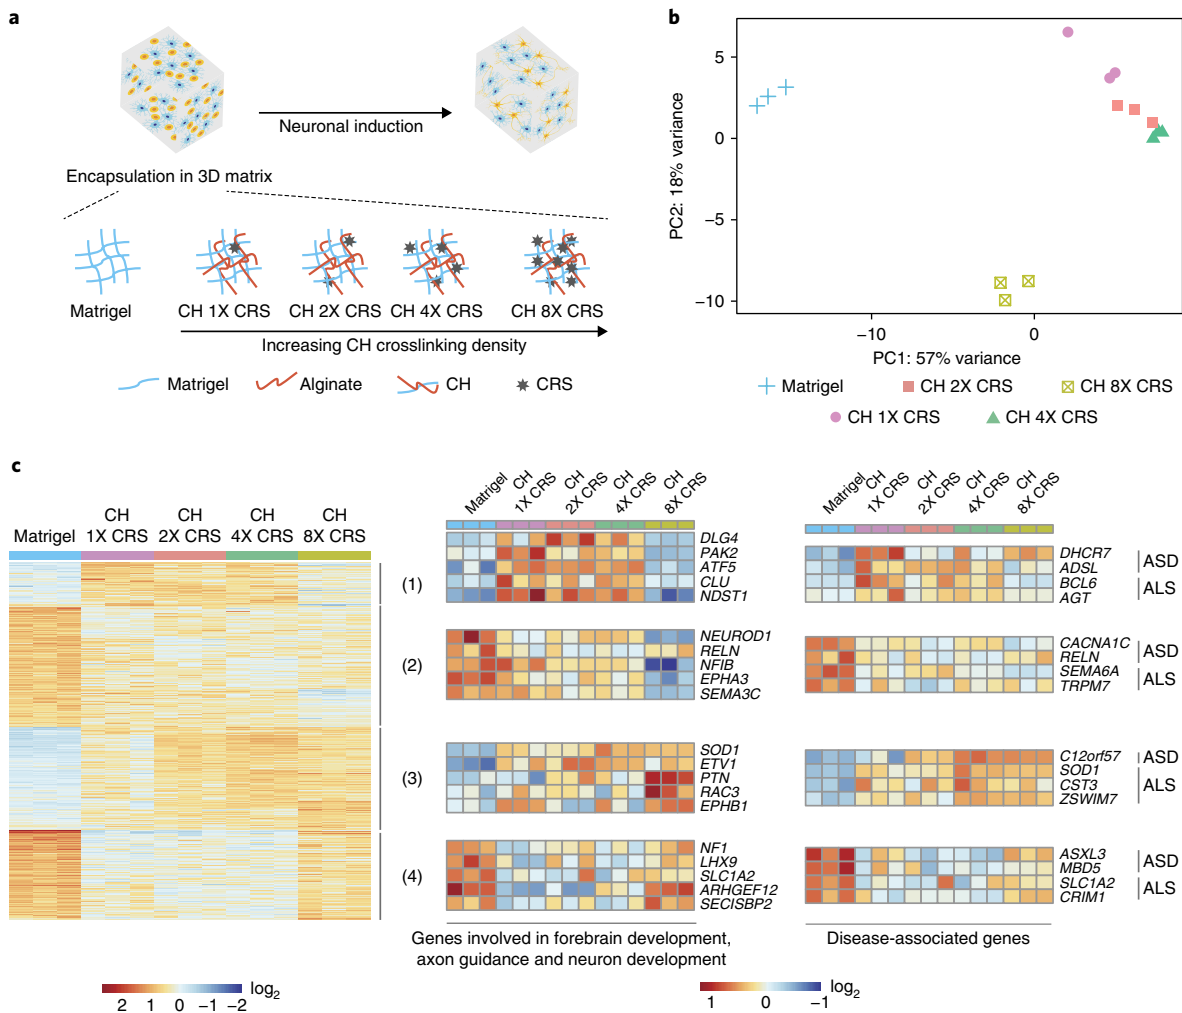 a
Neuronal induction
Encapsulation in 3D matrix
Matrigel
CH 1X CRS
CH 2X CRS
CH 4X CRS
CH 8X CRS
Increasing CH crosslinking density
Matrigel
Alginate
CH
CRS
b
PC2: 18% variance
5
0
−5
−10
−10
0
PC1: 57% variance
Matrigel
CH 2X CRS
CH 8X CRS
CH 1X CRS
CH 4X CRS
c
Matrigel
CH
1X CRS
CH
2X CRS
CH
4X CRS
CH
8X CRS
(1)
(2)
(3)
(4)
2 1 0 −1 −2
log2
Matrigel
CH
1X CRS
CH
2X CRS
CH
4X CRS
CH
8X CRS
DLG4
PAK2
ATF5
CLU
NDST1
NEUROD1
RELN
NFIB
EPHA3
SEMA3C
SOD1
ETV1
PTN
RAC3
EPHB1
NF1
LHX9
SLC1A2
ARHGEF12
SECISBP2
Genes involved in forebrain development,
axon guidance and neuron development
Matrigel
CH
1X CRS
CH
2X CRS
CH
4X CRS
CH
8X CRS
DHCR7
ADSL
BCL6
AGT
ASD
ALS
CACNA1C
RELN
SEMA6A
TRPM7
ASD
ALS
C12orf57
SOD1
CST3
ZSWIM7
ASD
ALS
ASXL3
MBD5
SLC1A2
CRIM1
ASD
ALS
Disease-associated genes
1 0 −1
log2